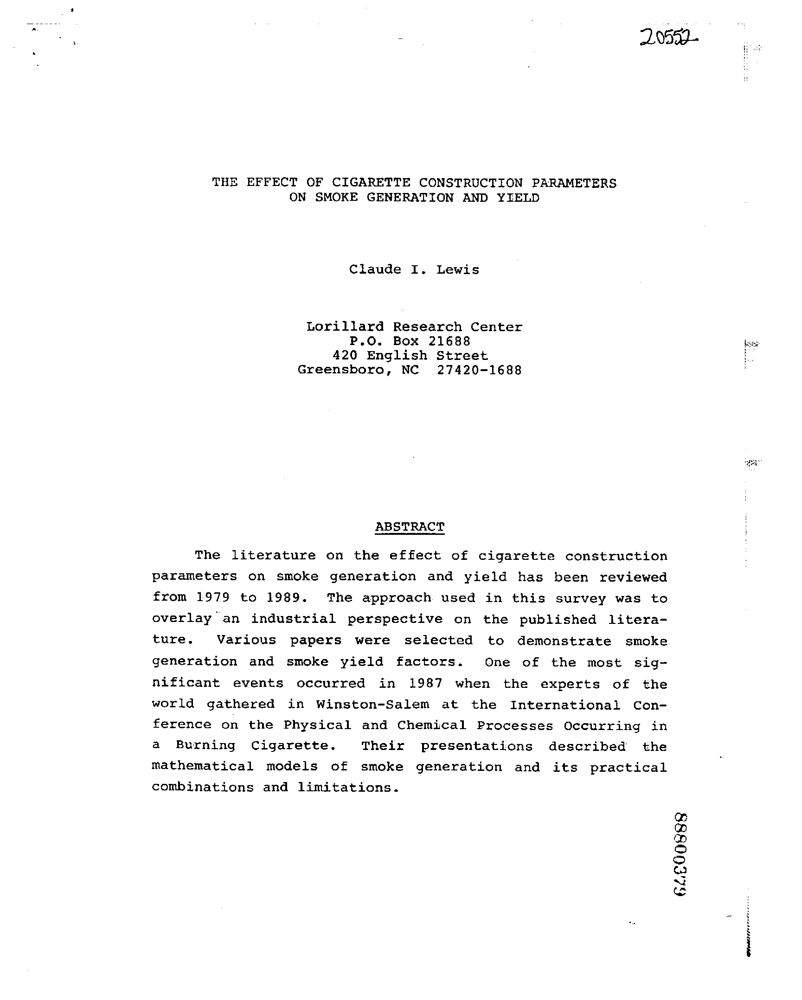 20552
THE EFFECT OF CIGARETTE CONSTRUCTION PARAMETERS
ON SMOKE GENERATION AND YIELD
Claude I. Lewis
Lorillard Research Center
P.O. Box 21688
420 English Street
Greensboro, NC 27420-1688
ABSTRACT
The literature on the effect of cigarette construction
parameters on smoke generation and yield has been reviewed
from 1979 to 1989. The approach used in this survey was to
overlay an industrial perspective on the published litera-
ture. Various papers were selected to demonstrate smoke
generation and smoke yield factors. One of the most sig-
nificant events occurred in 1987 when the experts of the
world gathered in Winston-Salem at the International Con-
ference on the Physical and Chemical Processes Occurring in
a Burning Cigarette. Their presentations described the
mathematical models of smoke generation and its practical
combinations and limitations.
88800379